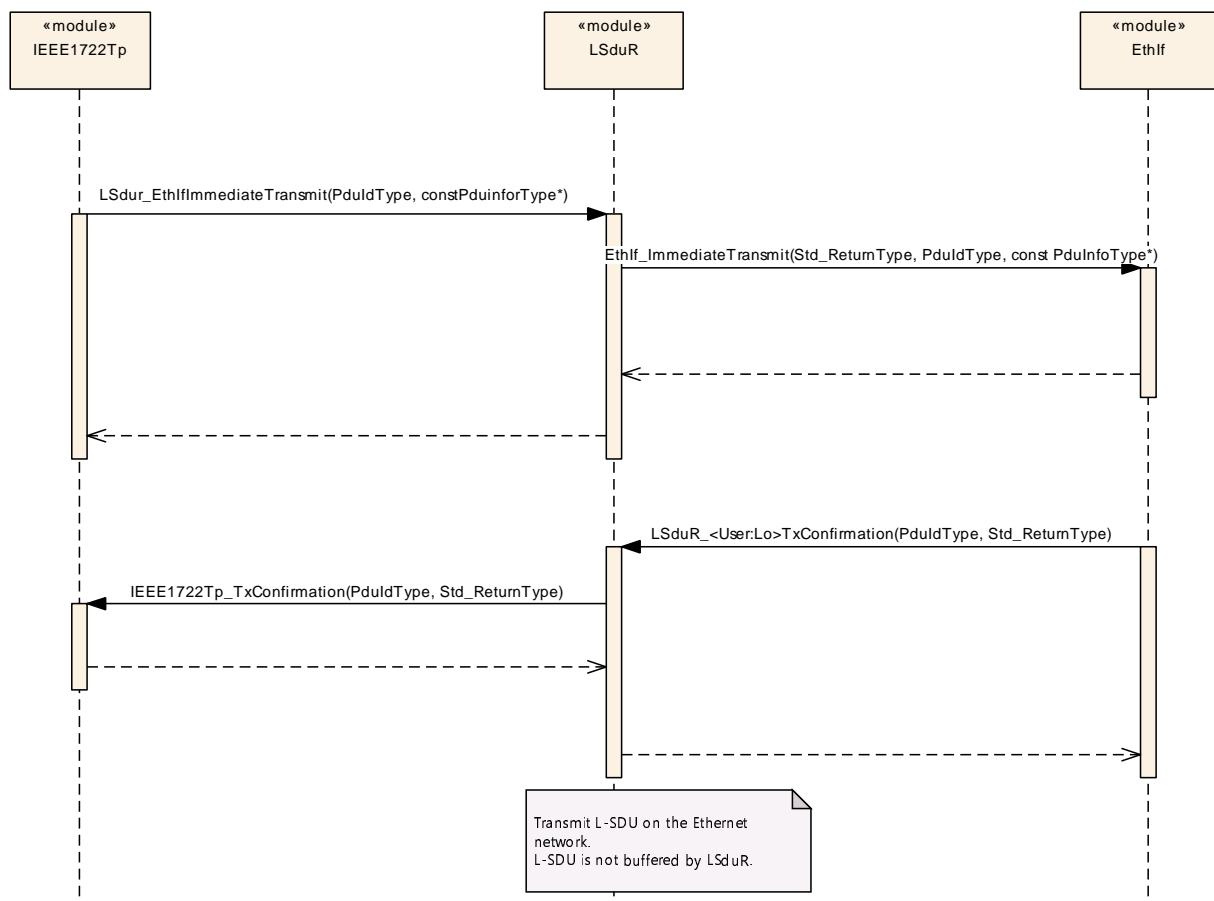 «module»
IEEE1722Tp
«module»
LSduR
«module»
EthIf
LSdur_EthIfImmediateTransmit(PduIdType, constPduinforType*)
EthIf_ImmediateTransmit(Std_ReturnType, PduIdType, const PduInfoType*)
LSduR_<User:Lo>TxConfirmation(PduIdType, Std_ReturnType)
IEEE1722Tp_TxConfirmation(PduIdType, Std_ReturnType)
Transmit L-SDU on the Ethernet
network.
L-SDU is not buffered by LSduR.